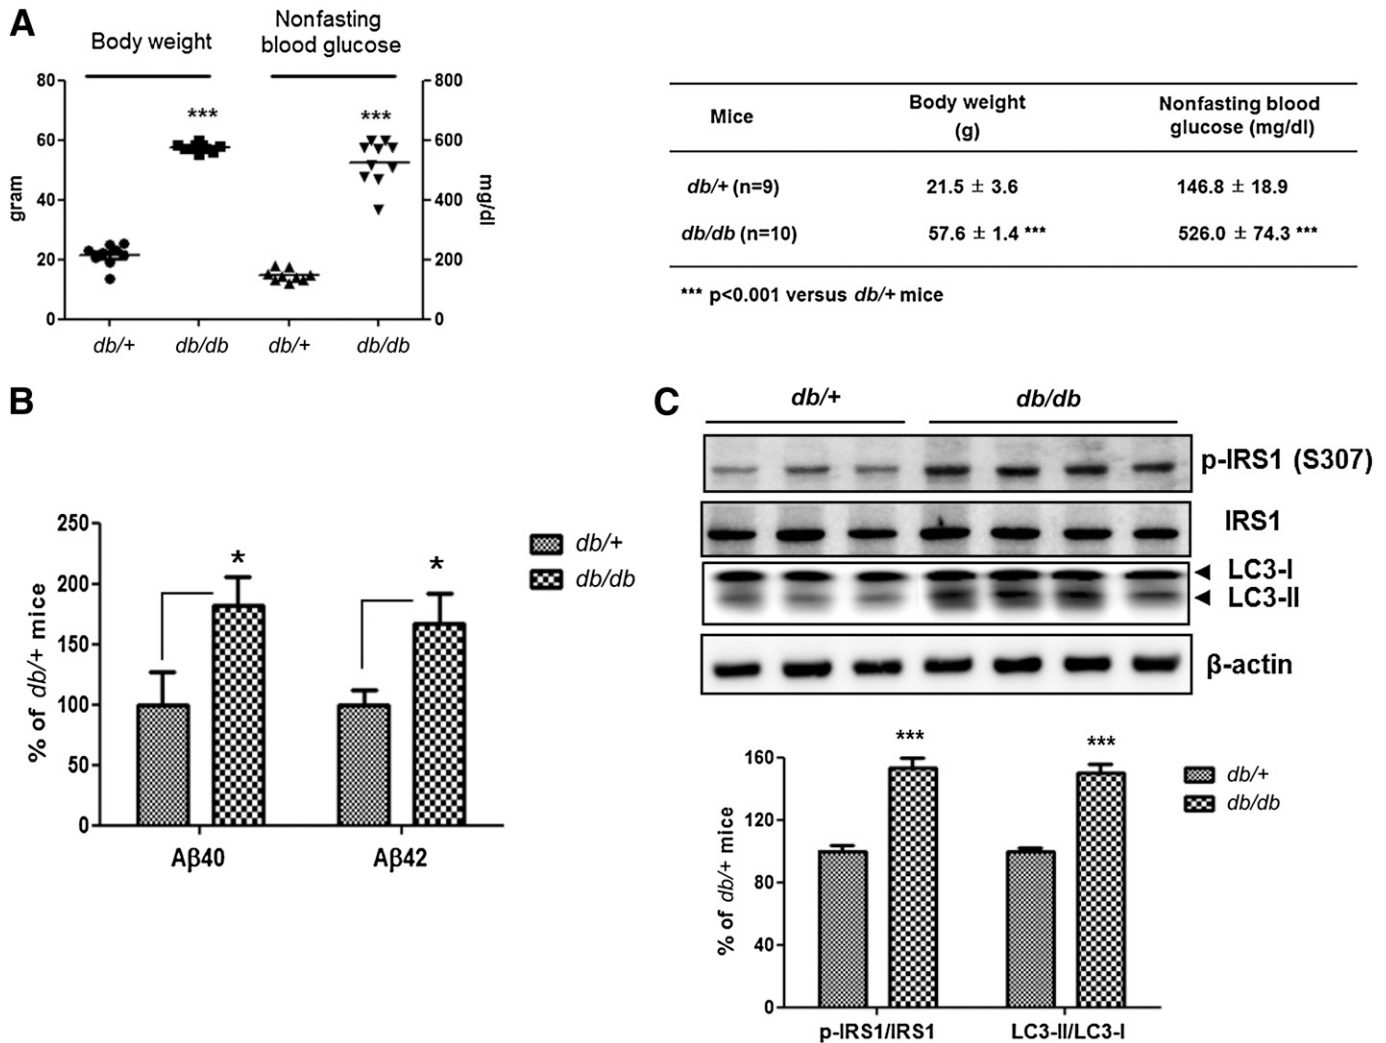 A
Body weight
Nonfasting
blood glucose
80
60
40
20
0
gram
***
***
800
600
400
200
0
mg/dl
db/+
db/db
db/+
db/db
Mice
Body weight
(g)
Nonfasting blood
glucose (mg/dl)
db/+ (n=9)
21.5 ± 3.6
146.8 ± 18.9
db/db (n=10)
57.6 ± 1.4 ***
526.0 ± 74.3 ***
*** p<0.001 versus db/+ mice
B
250
200
150
100
50
0
% of db/+ mice
*
*
db/+
db/db
Aβ40
Aβ42
C
db/+
db/db
p-IRS1 (S307)
IRS1
LC3-I
LC3-II
β-actin
160
120
80
40
0
% of db/+ mice
***
***
db/+
db/db
p-IRS1/IRS1
LC3-II/LC3-I